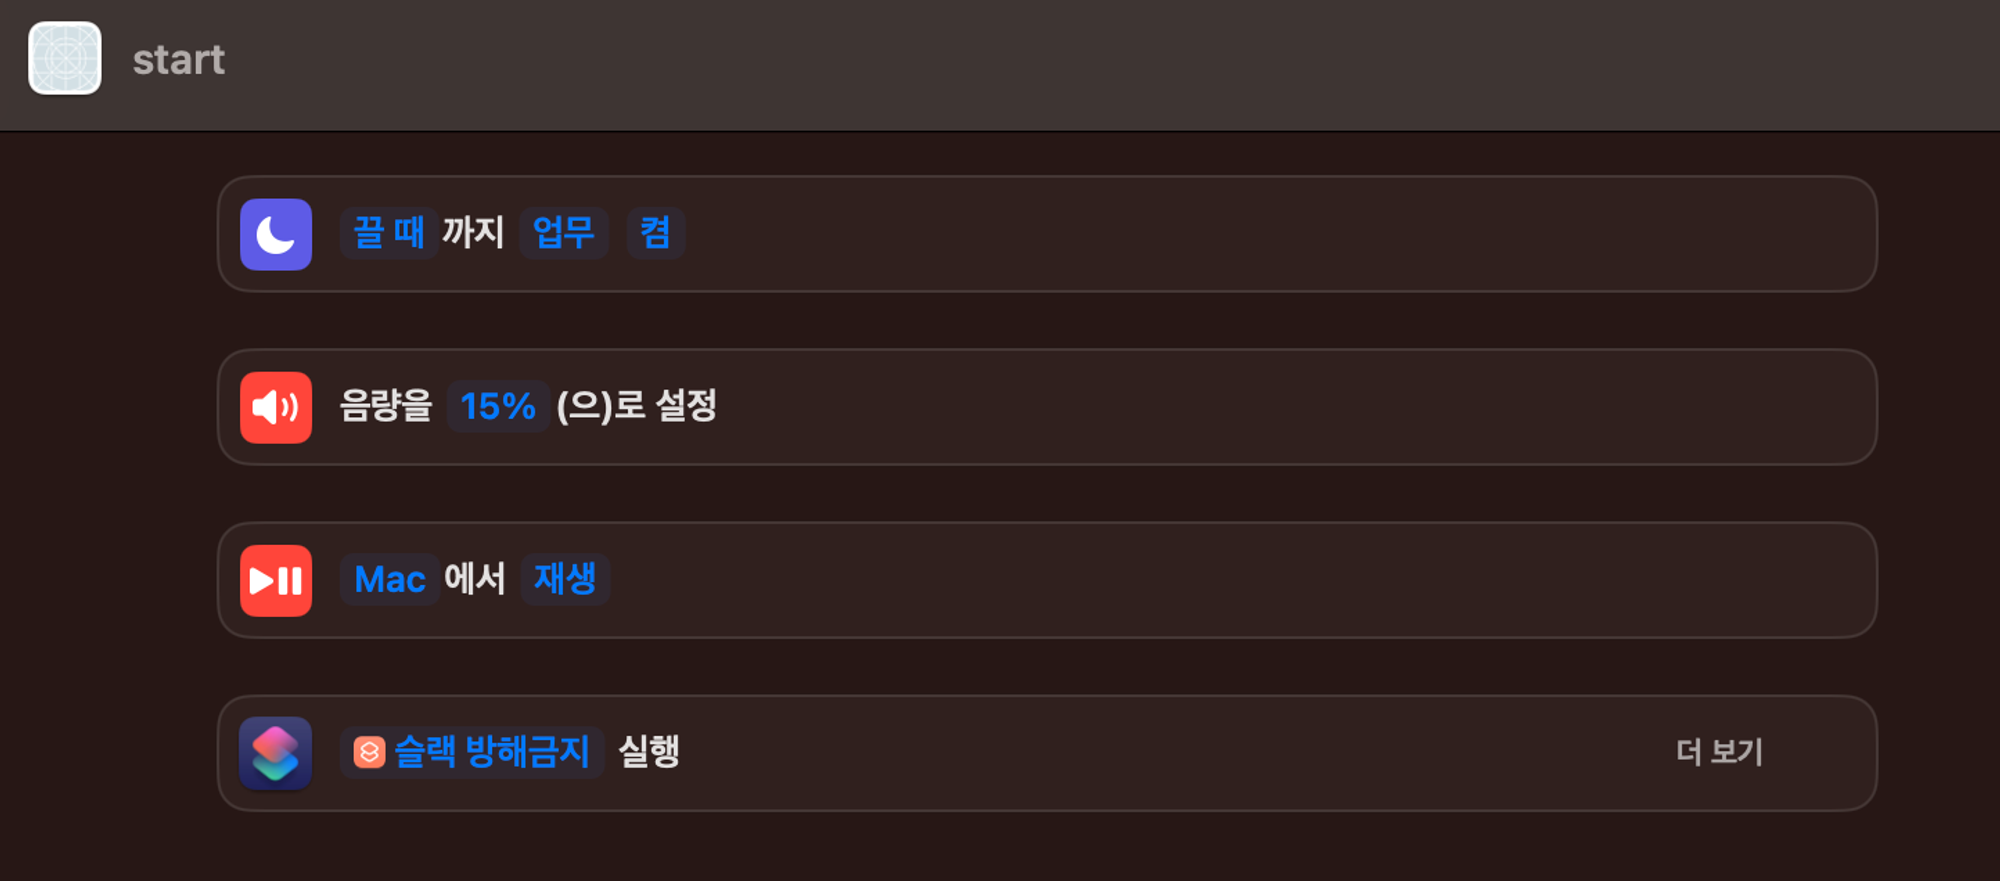 start
끌 때 까지 업무 켬
음량을 15% (으)로 설정
Mac 에서 재생
슬랙 방해금지 실행 더 보기